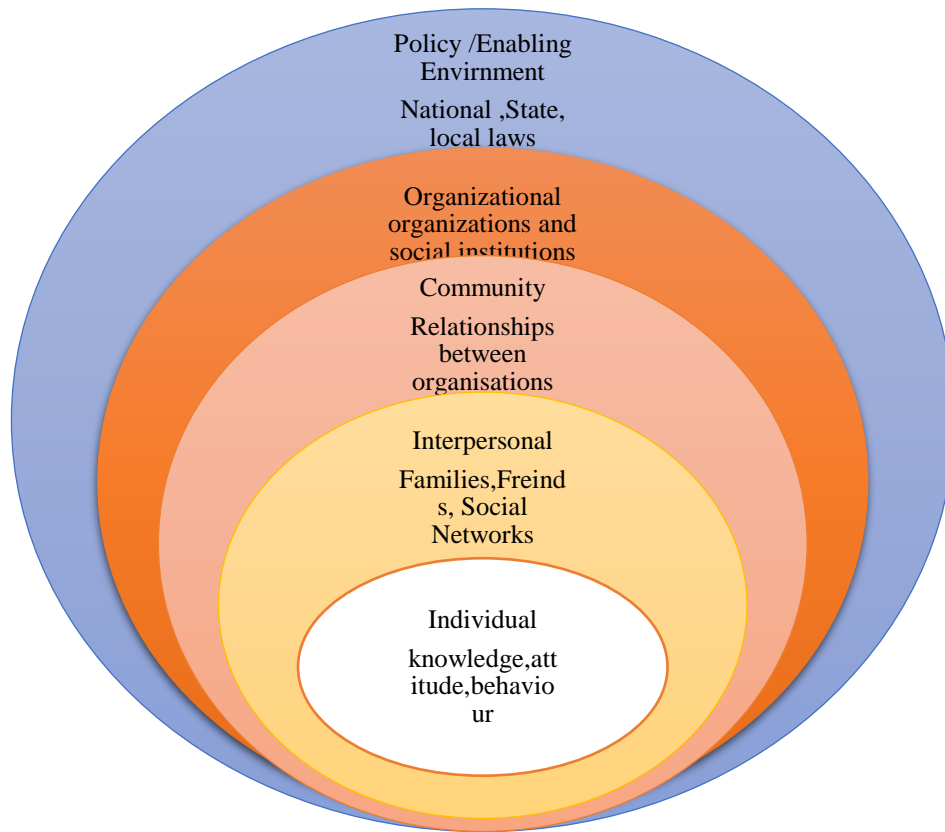 Policy /Enabling
Envirnment
National ,State,
local laws
Organizational
organizations and
social institutions
Community
Relationships
between
organisations
Interpersonal
Families,Freind
s, Social
Networks
Individual
knowledge,att
itude,behavio
ur